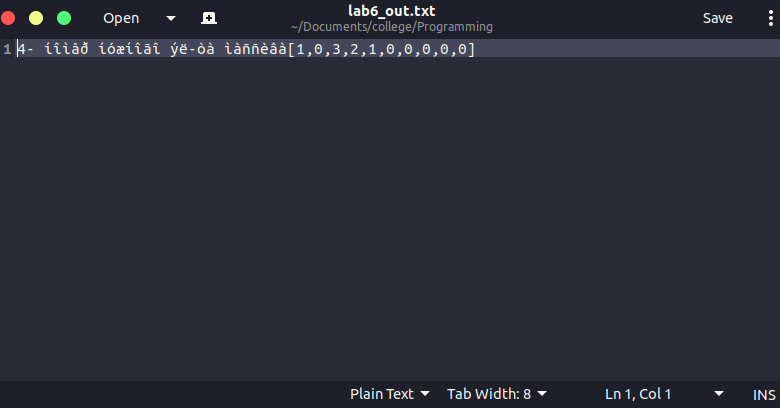 Open
lab6_out.txt
~/Documents/college/Programming
Save
1 4- íîìåð íóæíîãî ýë-òà ìàññèâà[1,0,3,2,1,0,0,0,0,0]
Plain Text Tab Width: 8 Ln 1, Col 1 INS